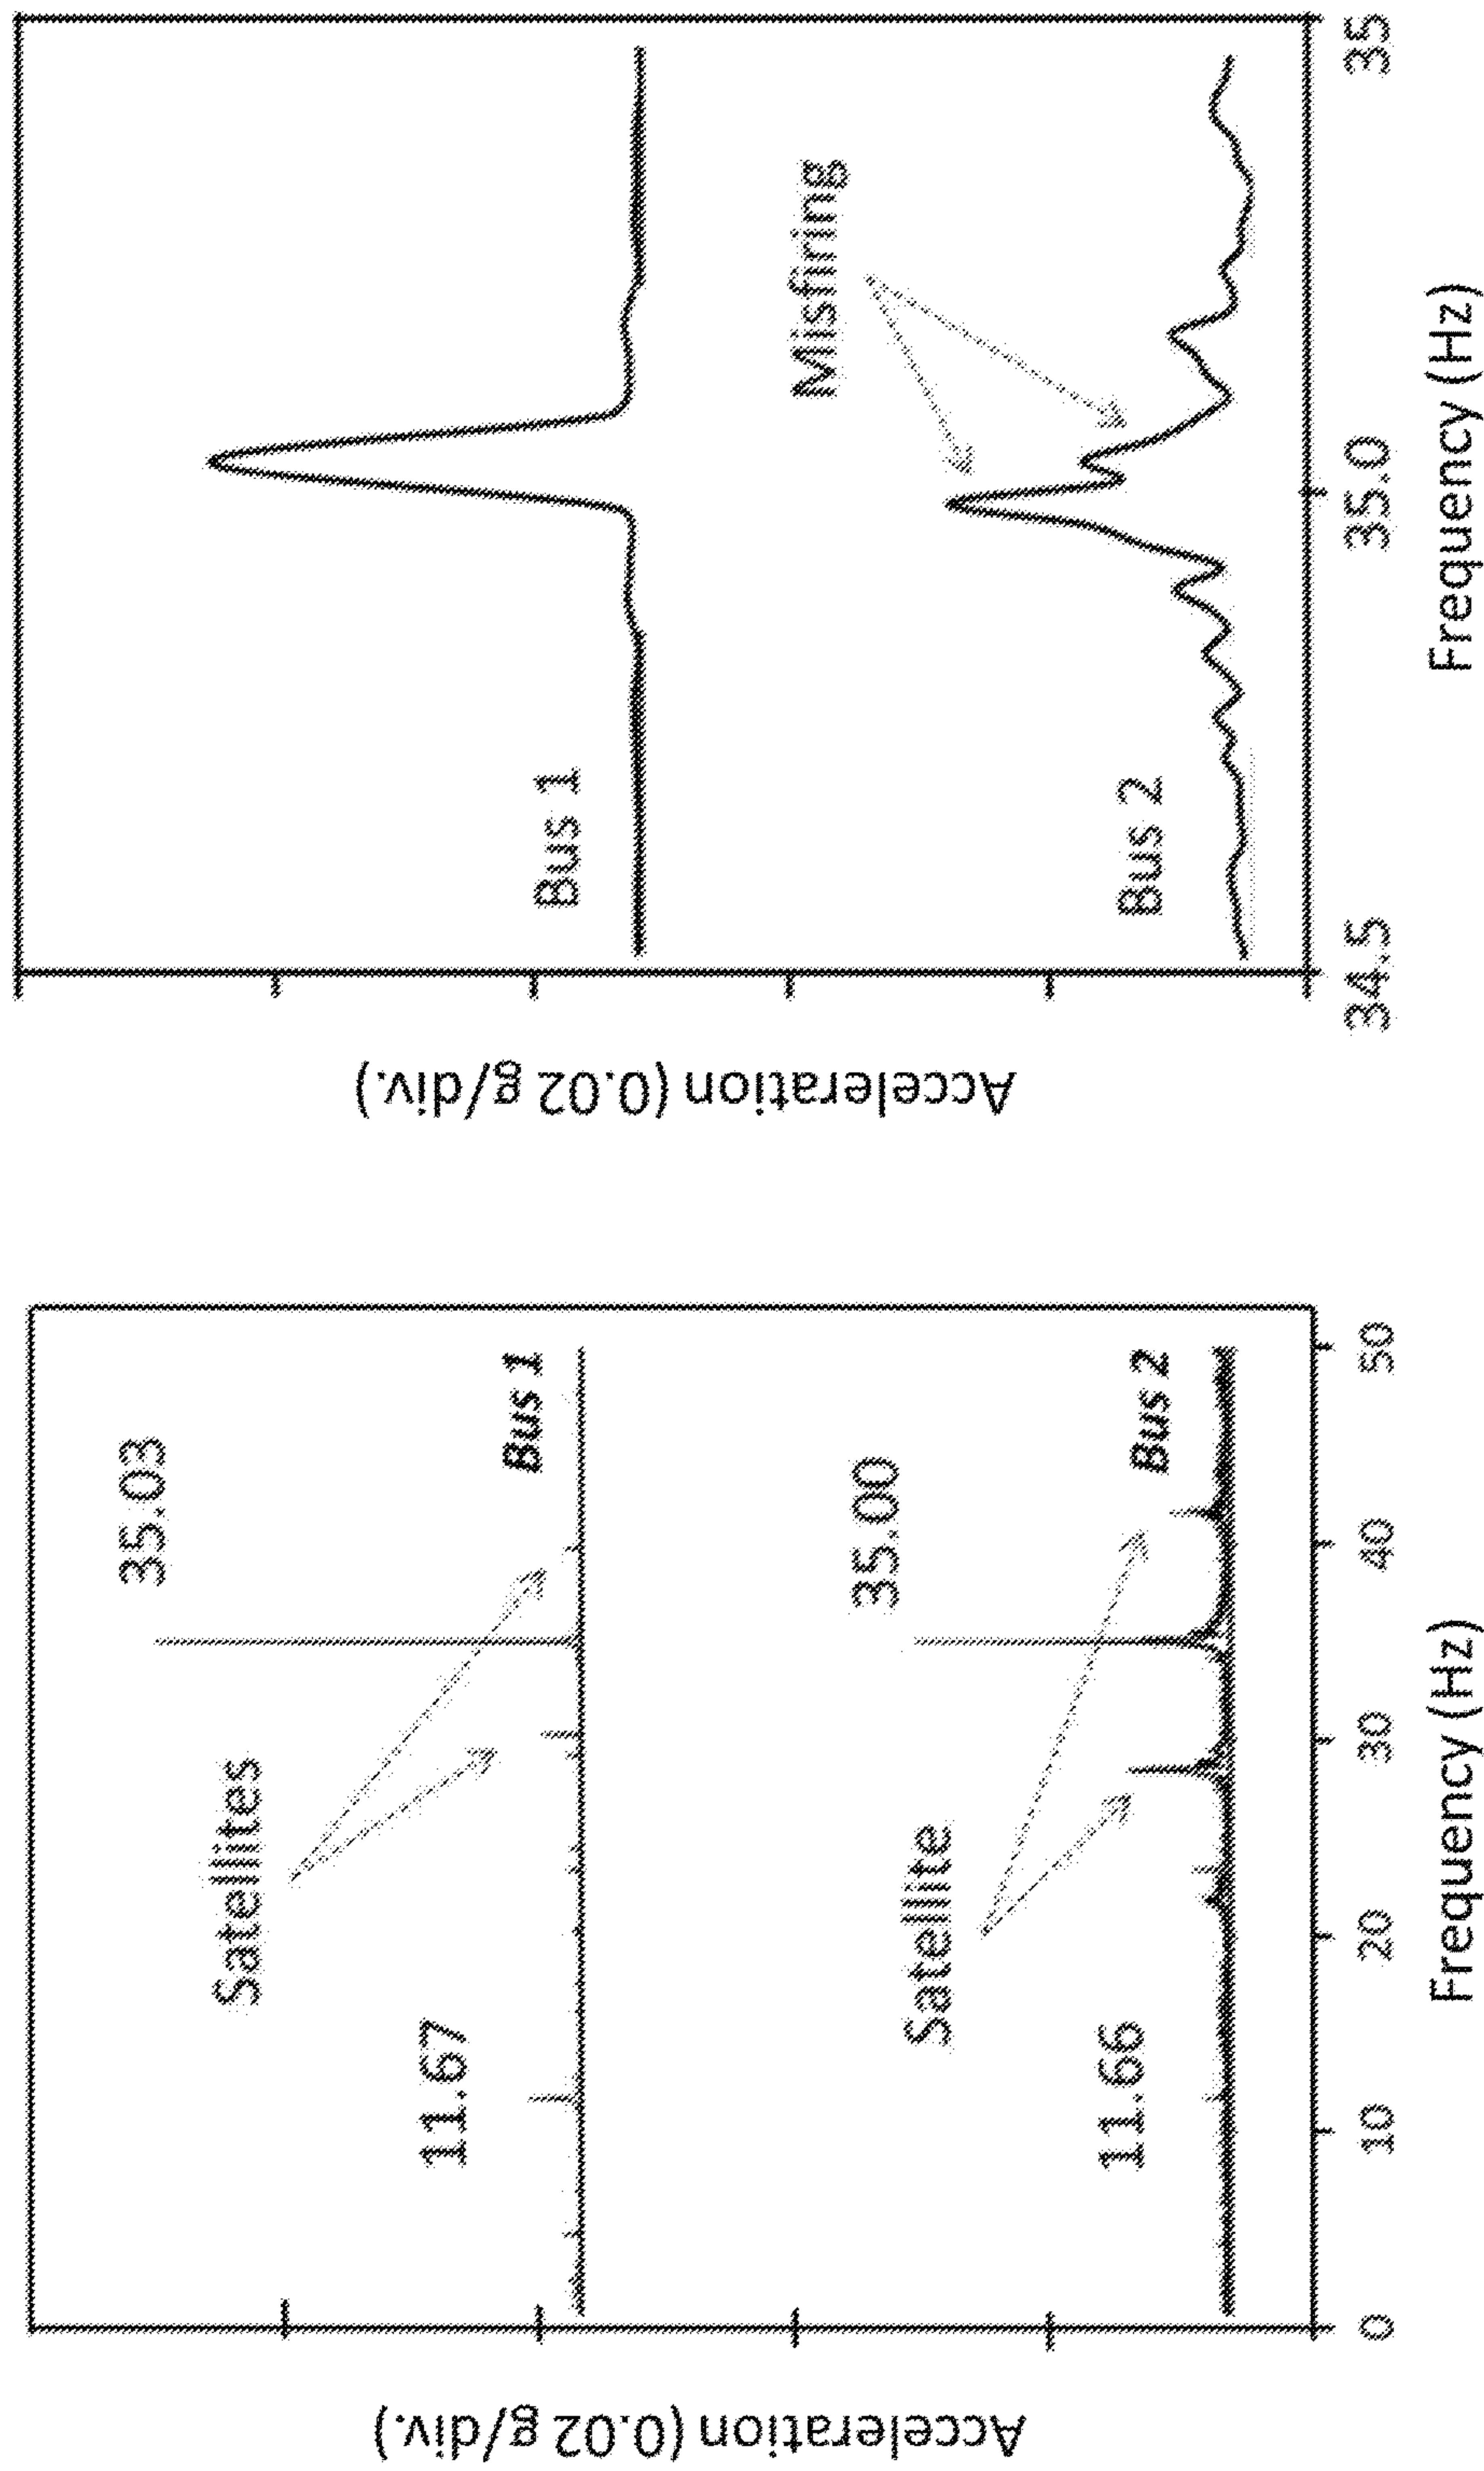 Acceleration (0.02 g/div.)
35.03
Satellites
11.67
Bus 1
35.00
Satellite
11.66
Bus 2
0
10
20
30
40
50
Frequency (Hz)
Acceleration (0.02 g/div.)
Bus 1
Misfiring
Bus 2
34.5
35.0
35
Frequency (Hz)